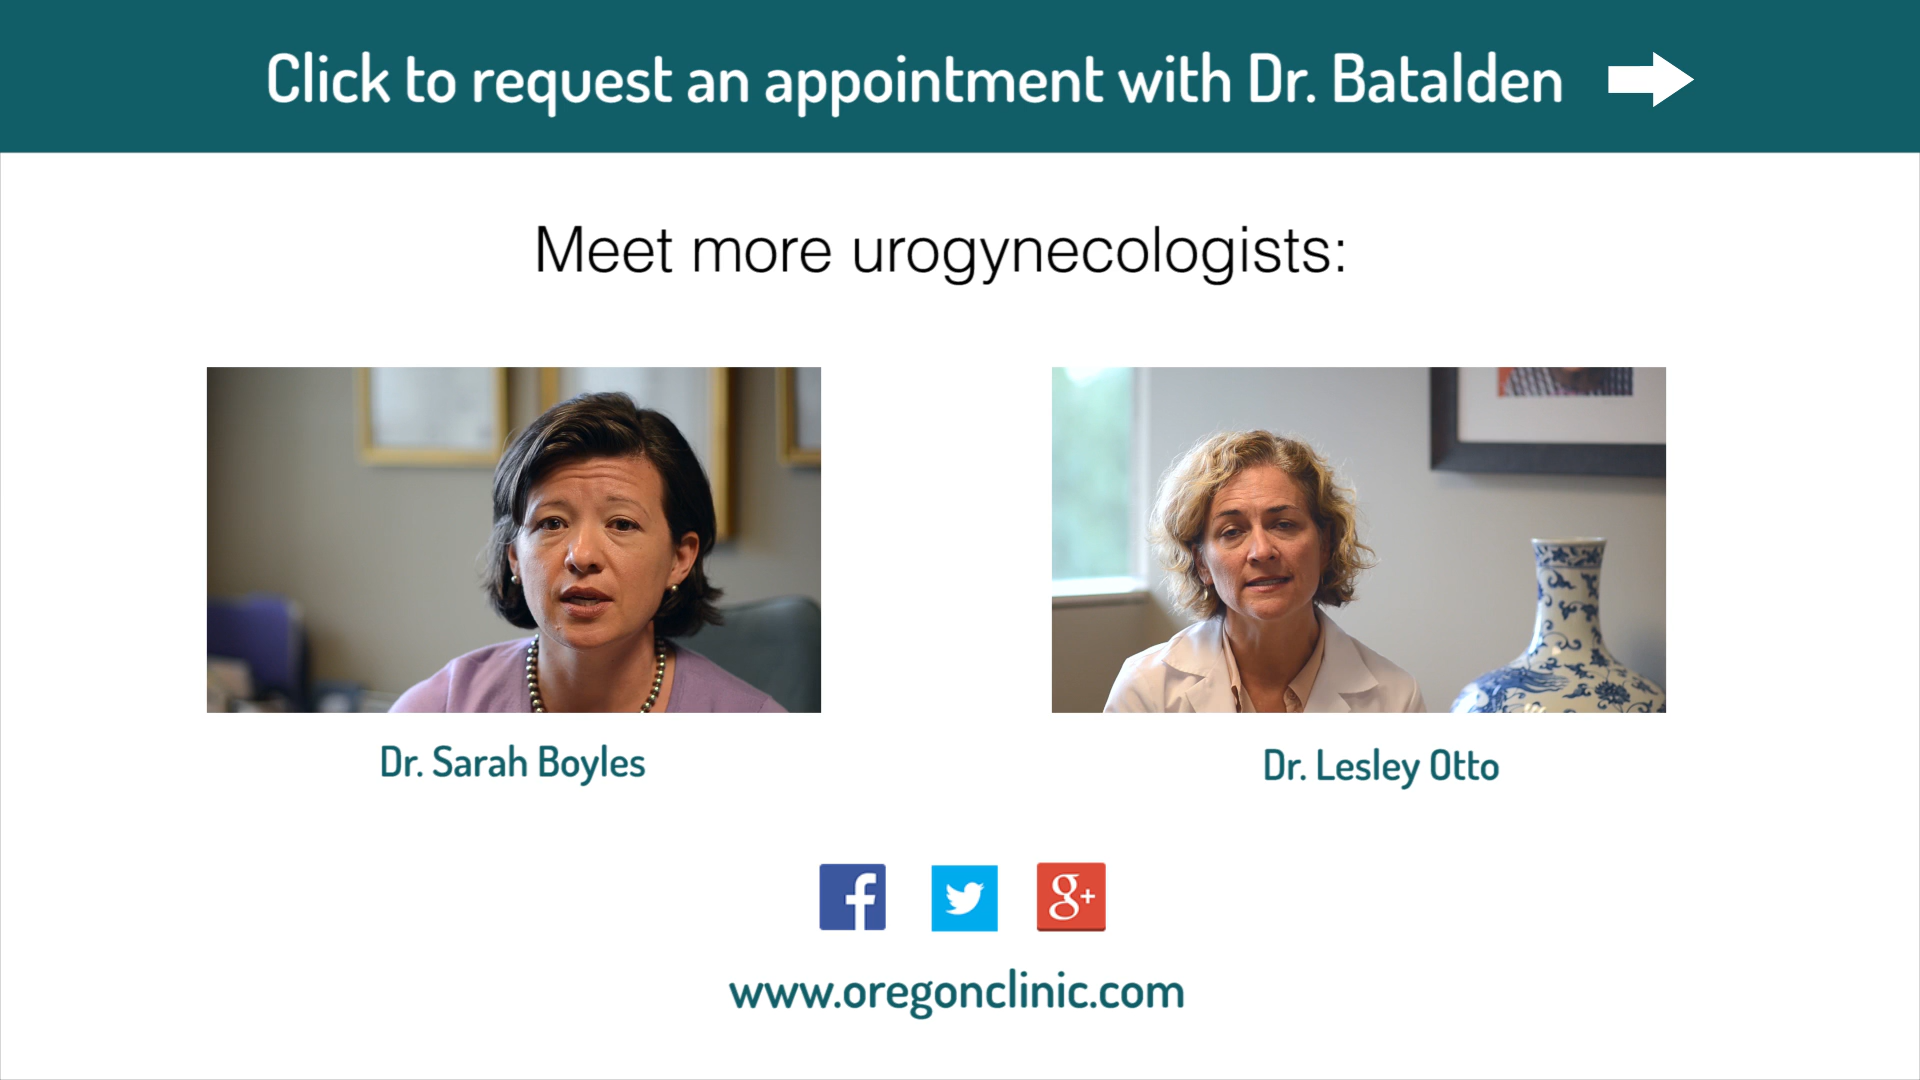 Click to request an appointment with Dr. Batalden
Meet more urogynecologists:
Dr. Sarah Boyles
Dr. Lesley Otto
f
g+
www.oregonclinic.com